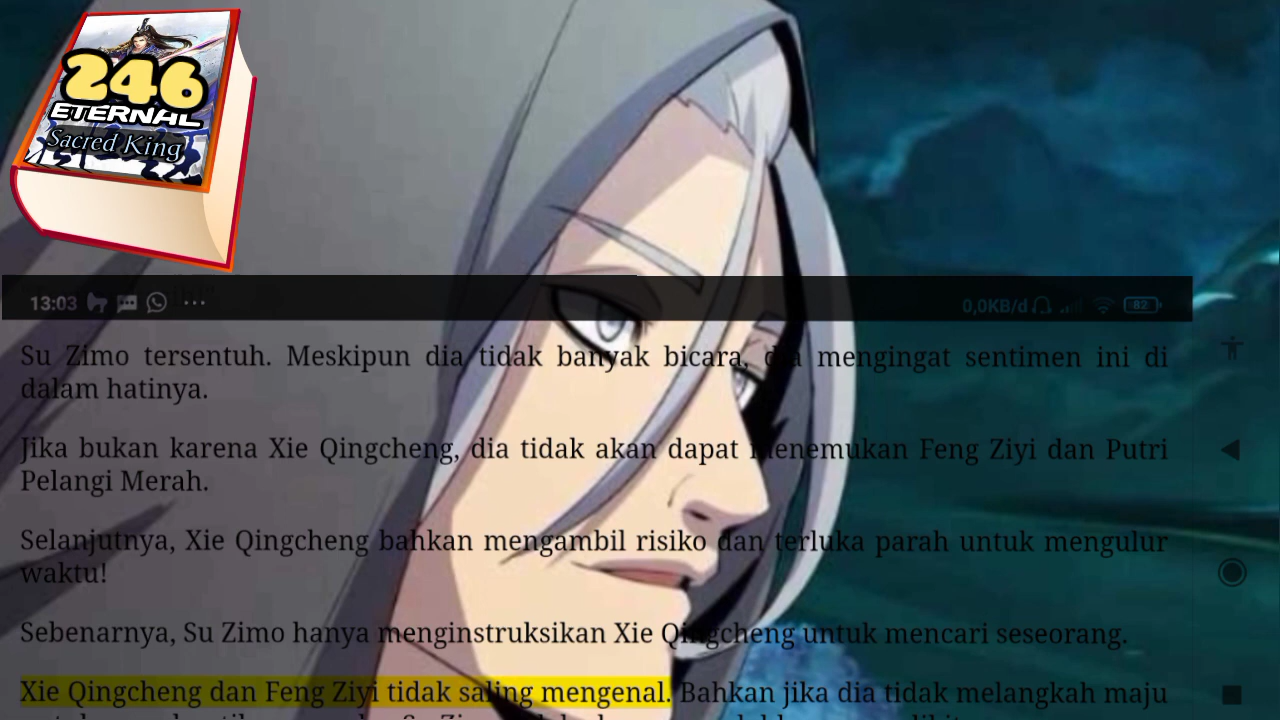 246
ETERNAL
Sacred King
13:03
0,0KB/d
82
Su Zimo tersentuh. Meskipun dia tidak banyak bicara, dia mengingat sentimen ini di
dalam hatinya.
Jika bukan karena Xie Qingcheng, dia tidak akan dapat menemukan Feng Ziyi dan Putri
Pelangi Merah.
Selanjutnya, Xie Qingcheng bahkan mengambil risiko dan terluka parah untuk mengulur
waktu!
Sebenarnya, Su Zimo hanya menginstruksikan Xie Qingcheng untuk mencari seseorang.
Xie Qingcheng dan Feng Ziyi tidak saling mengenal. Bahkan jika dia tidak melangkah maju